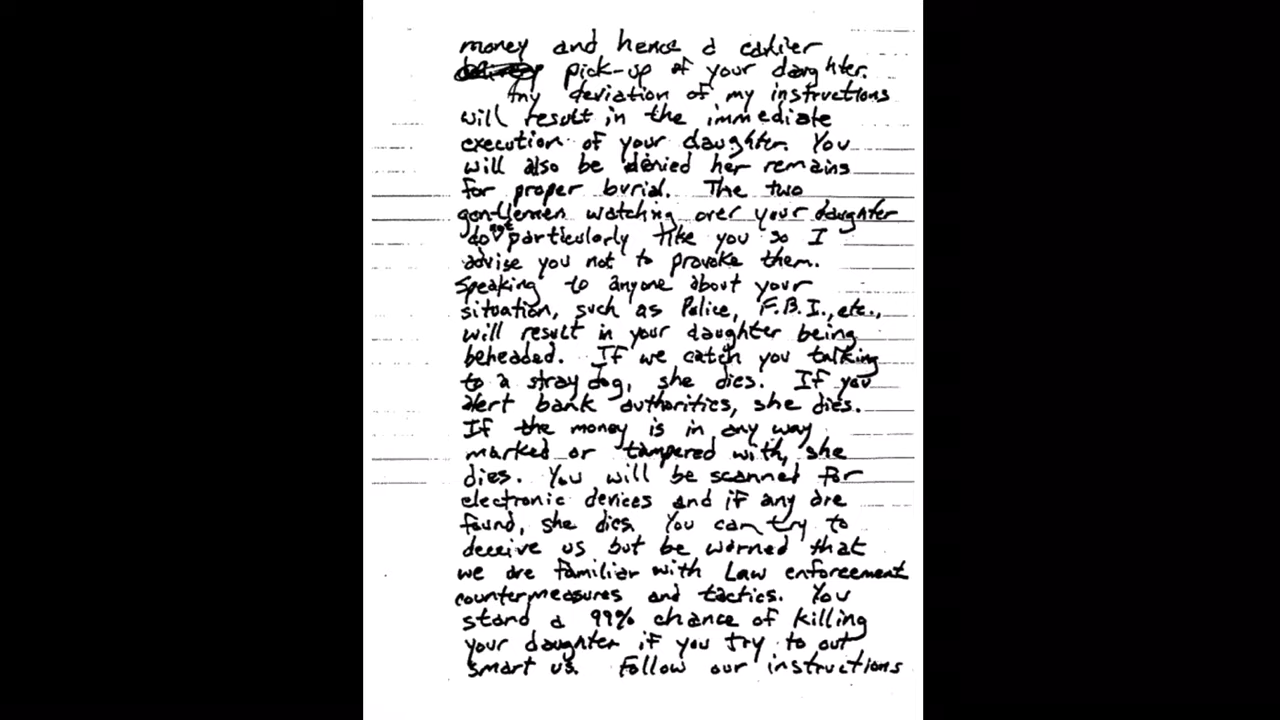 money and hence a earlier
pick-up of your daughter.
Any deviation of my instructions
will result in the immediate
execution of your daughter. You
will also be denied her remains
for proper burial. The two
gentlemen watching over your daughter
do not particularly like you so I
advise you not to provoke them.
Speaking to anyone about your
situation, such as Police, F.B.I., etc.,
will result in your daughter being
beheaded. If we catch you talking
to a stray dog, she dies. If you
alert bank authorities, she dies.
If the money is in any way
marked or tampered with, she
dies. You will be scanned for
electronic devices and if any are
found, she dies. You can try to
deceive us but be warned that
we are familiar with Law enforcement
countermeasures and tactics. You
stand a 99% chance of killing
your daughter if you try to out
smart us. Follow our instructions